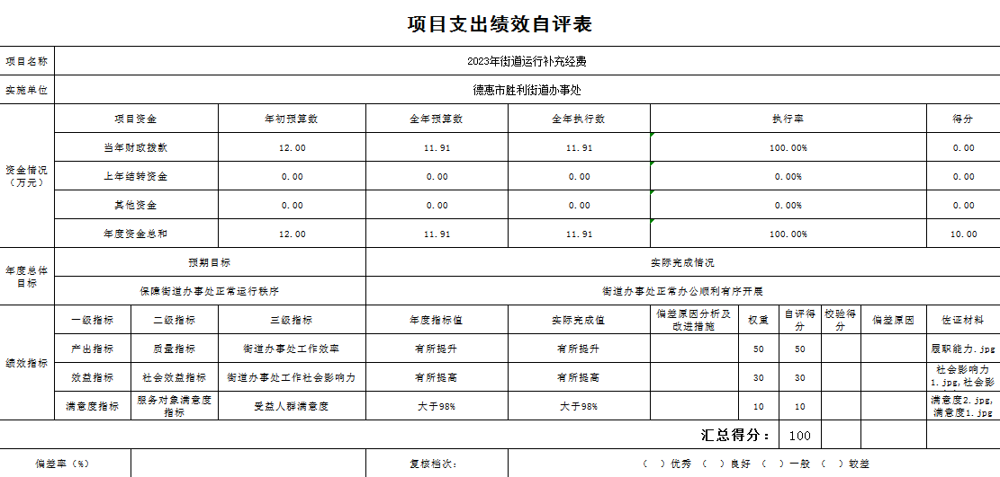 项目支出绩效自评表
项目名称 2023年街道运行补充经费
实施单位 德惠市胜利街道办事处
资金情况
（万元）
项目资金 年初预算数 全年预算数 全年执行数 执行率 得分
当年财政拨款 12.00 11.91 11.91 100.00% 0.00
上年结转资金 0.00 0.00 0.00 0.00% 0.00
其他资金 0.00 0.00 0.00 0.00% 0.00
年度资金总和 12.00 11.91 11.91 100.00% 10.00
年度总体
目标
预期目标 实际完成情况
保障街道办事处正常运行秩序 街道办事处正常办公顺利有序开展
绩效指标
一级指标 二级指标 三级指标 年度指标值 实际完成值 偏差原因分析及
改进措施 权重 自评得
分 校验得
分 偏差原因 佐证材料
产出指标 质量指标 街道办事处工作效率 有所提升 有所提升 50 50 履职能力.jpg
效益指标 社会效益指标 街道办事处工作社会影响力 有所提高 有所提高 30 30 社会影响力
1.jpg,社会影
满意度指标 服务对象满意度
指标 受益人群满意度 大于98% 大于98% 10 10 满意度2.jpg,
满意度1.jpg
汇总得分： 100
偏差率（%） 复核档次： （ ）优秀 （ ）良好 （ ）一般 （ ）较差